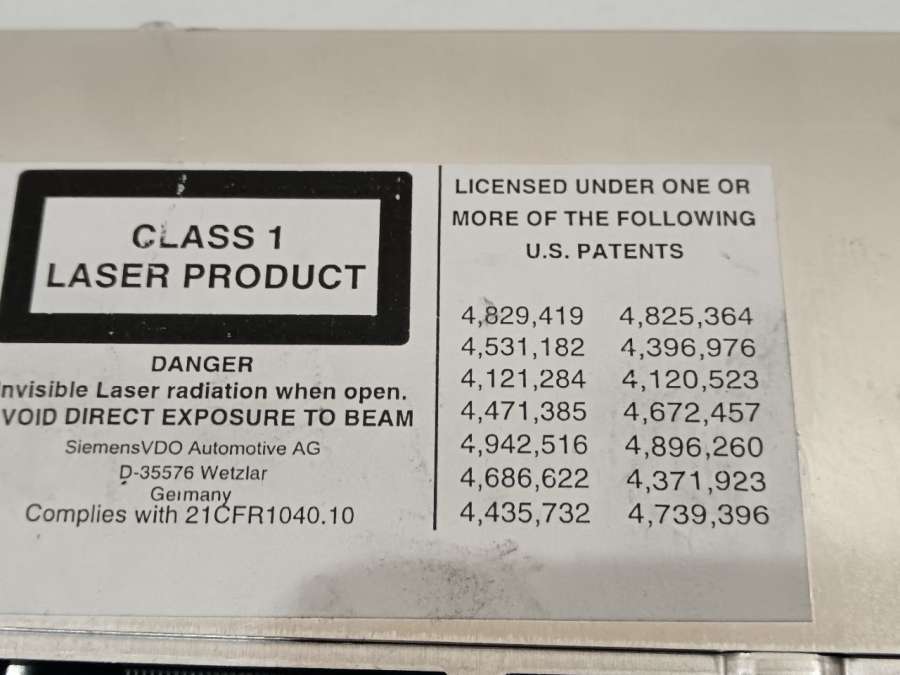 CLASS 1
LASER PRODUCT
DANGER
nvisible Laser radiation when open.
VOID DIRECT EXPOSURE TO BEAM
SiemensVDO Automotive AG
D-35576 Wetzlar
Germany
Complies with 21CFR1040.10
LICENSED UNDER ONE OR
MORE OF THE FOLLOWING
U.S. PATENTS
4,829,419 4,825,364
4,531,182 4,396,976
4,121,284 4,120,523
4,471,385 4,672,457
4,942,516 4,896,260
4,686,622 4,371,923
4,435,732 4,739,396